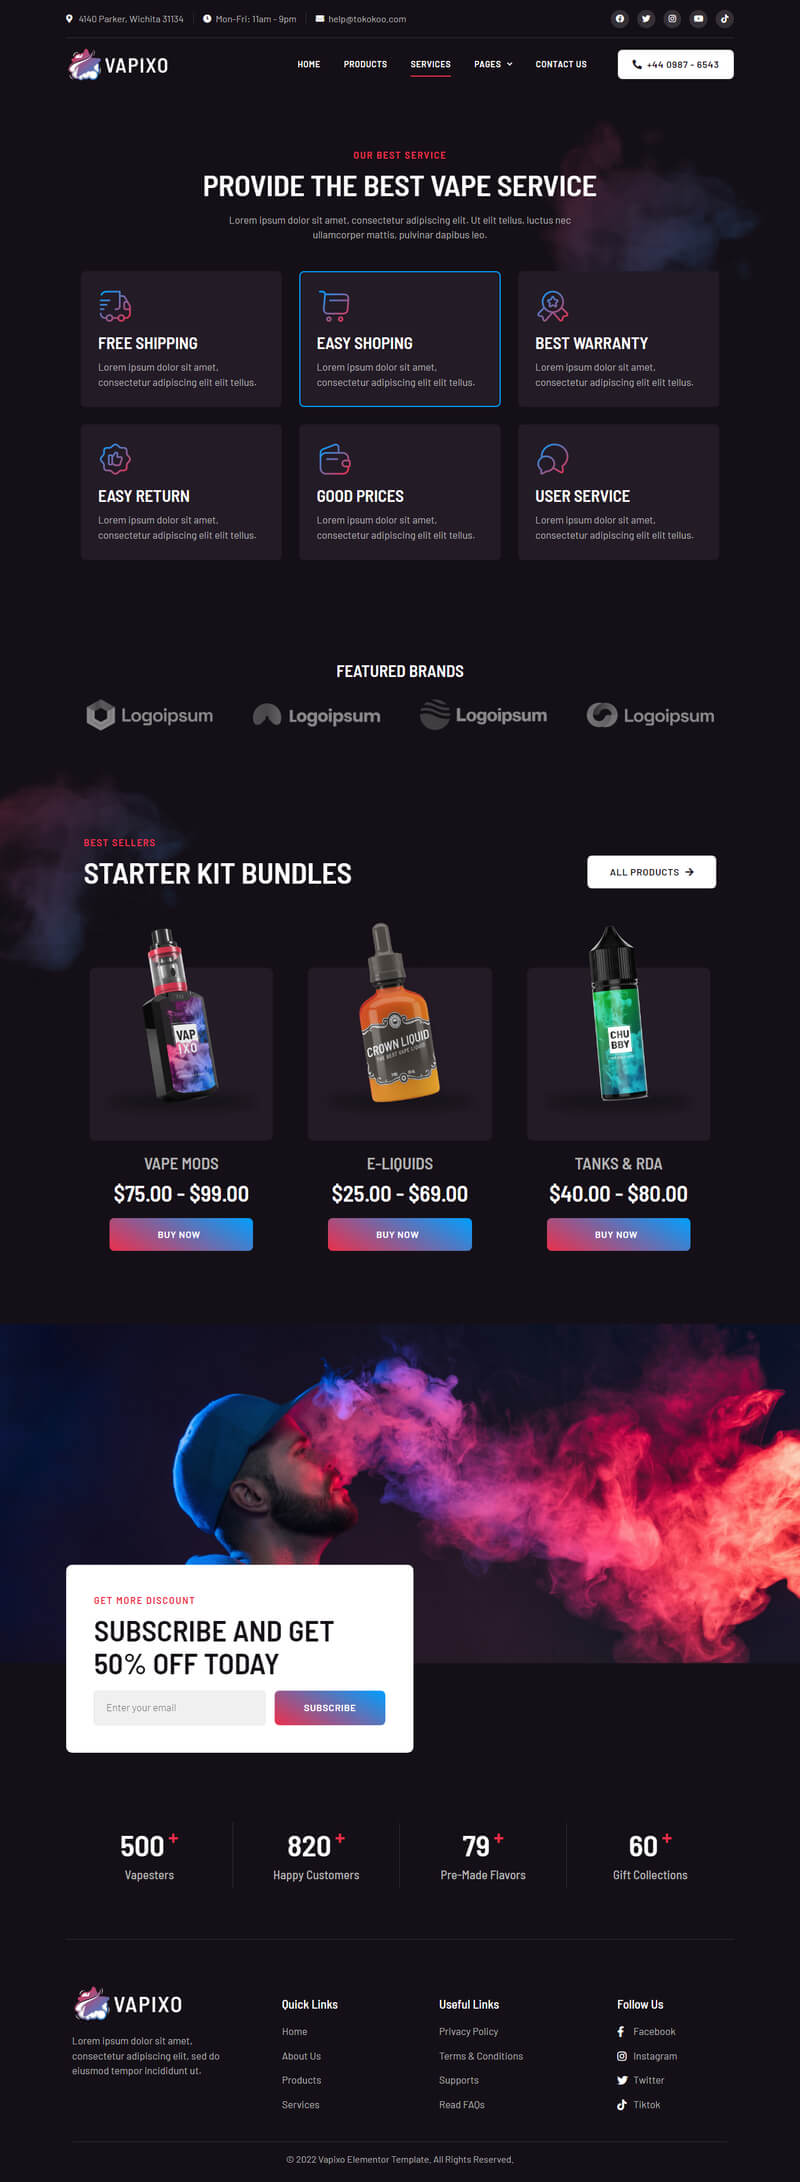 4140 Parker, Wichita 31134
Mon-Fri: 11am - 9pm
help@tokokoo.com
VAPIXO
HOME
PRODUCTS
SERVICES
PAGES
CONTACT US
+44 0987 - 6543
OUR BEST SERVICE
PROVIDE THE BEST VAPE SERVICE
Lorem ipsum dolor sit amet, consectetur adipiscing elit. Ut elit tellus, luctus nec
ullamcorper mattis, pulvinar dapibus leo.
FREE SHIPPING
Lorem ipsum dolor sit amet,
consectetur adipiscing elit elit tellus.
EASY SHOPING
Lorem ipsum dolor sit amet,
consectetur adipiscing elit elit tellus.
BEST WARRANTY
Lorem ipsum dolor sit amet,
consectetur adipiscing elit elit tellus.
EASY RETURN
Lorem ipsum dolor sit amet,
consectetur adipiscing elit elit tellus.
GOOD PRICES
Lorem ipsum dolor sit amet,
consectetur adipiscing elit elit tellus.
USER SERVICE
Lorem ipsum dolor sit amet,
consectetur adipiscing elit elit tellus.
FEATURED BRANDS
Logoipsum
Logoipsum
Logoipsum
Logoipsum
BEST SELLERS
STARTER KIT BUNDLES
ALL PRODUCTS
VAP
IXO
CROWN LIQUID
THE BEST VAPE LIQUID
CHU
BBY
VAPE MODS
$75.00 - $99.00
BUY NOW
E-LIQUIDS
$25.00 - $69.00
BUY NOW
TANKS & RDA
$40.00 - $80.00
BUY NOW
GET MORE DISCOUNT
SUBSCRIBE AND GET
50% OFF TODAY
Enter your email
SUBSCRIBE
500 +
Vapesters
820 +
Happy Customers
79 +
Pre-Made Flavors
60 +
Gift Collections
VAPIXO
Lorem ipsum dolor sit amet,
consectetur adipiscing elit, sed do
eiusmod tempor incididunt ut.
Quick Links
Home
About Us
Products
Services
Useful Links
Privacy Policy
Terms & Conditions
Supports
Read FAQs
Follow Us
Facebook
Instagram
Twitter
Tiktok
© 2022 Vapixo Elementor Template. All Rights Reserved.